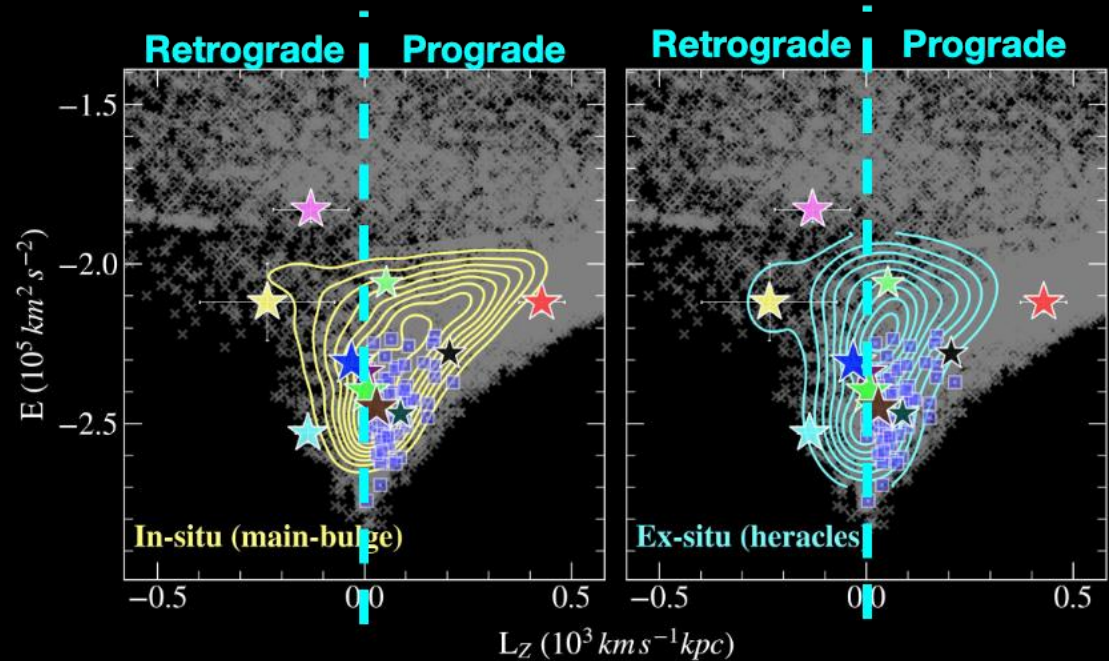 Retrograde Prograde
Retrograde Prograde
−1.5
−2.0
−2.5
E (10⁵ km² s⁻²)
In-situ (main-bulge)
Ex-situ (heracles
−0.5 0.0 0.5
−0.5 0.0 0.5
L_Z (10³ km s⁻¹ kpc)